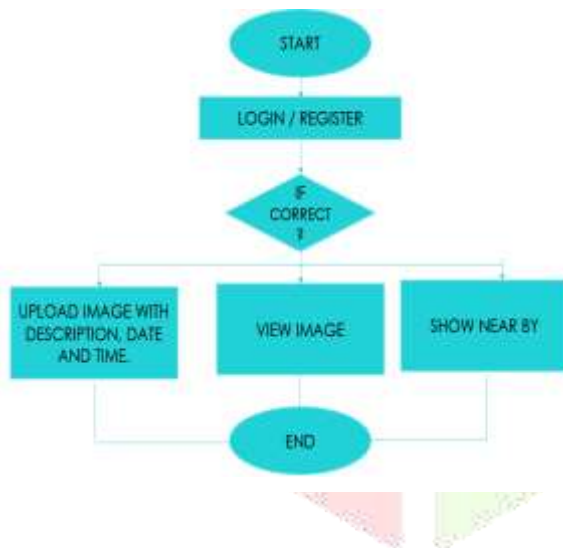 START
LOGIN / REGISTER
IF
CORRECT
?
UPLOAD IMAGE WITH
DESCRIPTION, DATE
AND TIME.
VIEW IMAGE
SHOW NEAR BY
END